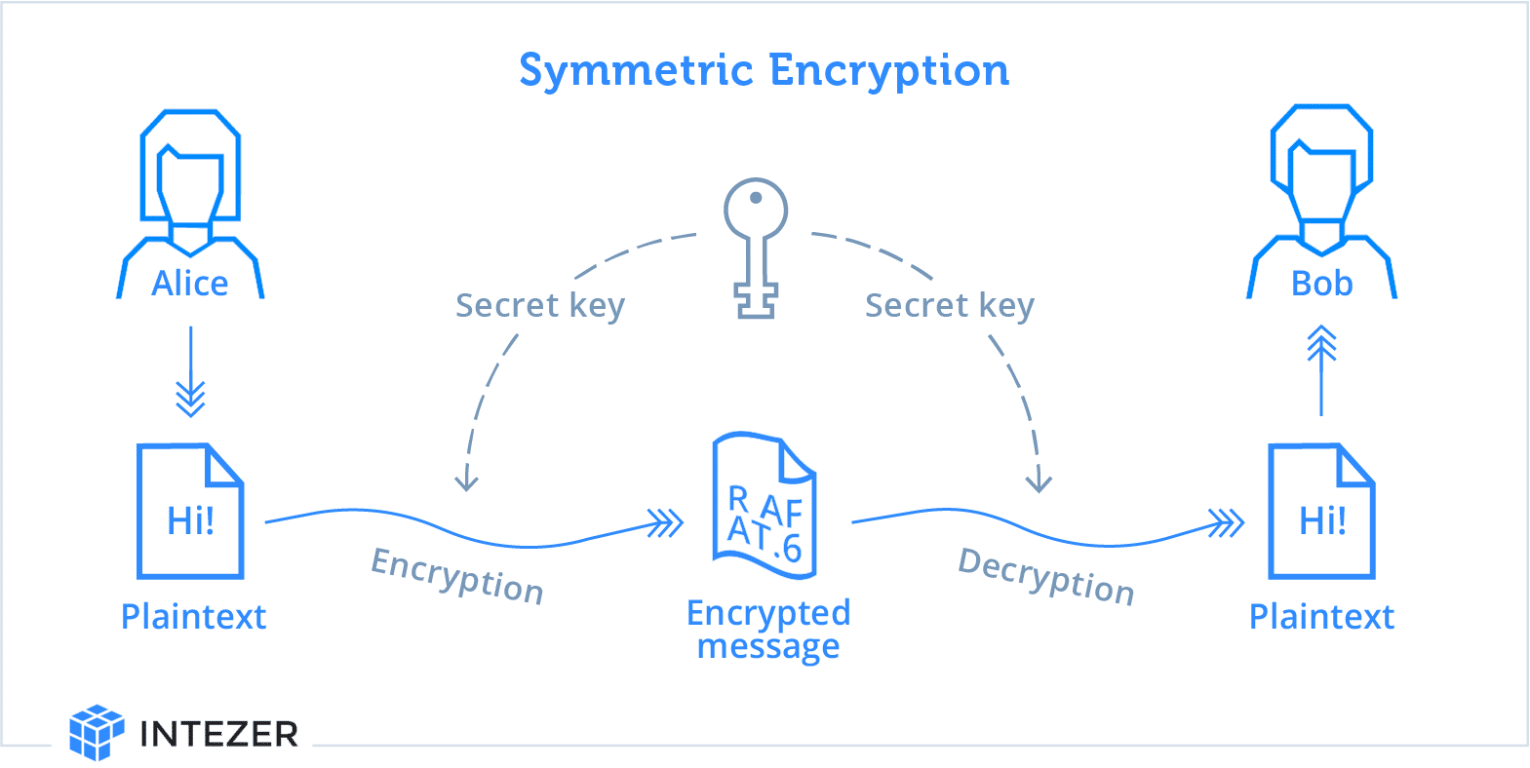 Symmetric Encryption
Alice
Bob
Secret key
Secret key
Hi!
R AF
AT.6
Hi!
Encryption
Decryption
Plaintext
Encrypted
message
Plaintext
INTEZER